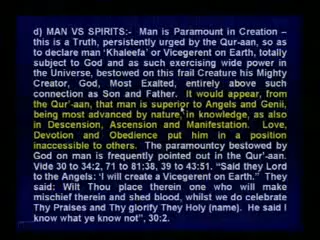 d) MAN VS SPIRITS:- Man is Paramount in Creation –
this is a Truth, persistently urged by the Qur-aan, so as
to declare man 'Khaleefa' or Vicegerent on Earth, totally
subject to God and as such exercising wide power in
the Universe, bestowed on this frail Creature his Mighty
Creator, God, Most Exalted, entirely above such
connection as Son and Father. It would appear, from
the Qur'-aan, that man is superior to Angels and Genii,
being most advanced by nature, in knowledge, as also
in Descension, Ascension and Manifestation. Love,
Devotion and Obedience put him in a position
inaccessible to others. The paramountcy bestowed by
God on man is frequently pointed out in the Qur'-aan.
Vide 30 to 34:2, 71 to 81:38, 39 to 43:51. "Said they Lord
to the Angels: 'I will create a Vicegerent on Earth." They
said: Wilt Thou place therein one who will make
mischief therein and shed blood, whilst we do celebrate
Thy Praises and Thy glorify They Holy (name). He said I
know what ye know not", 30:2.